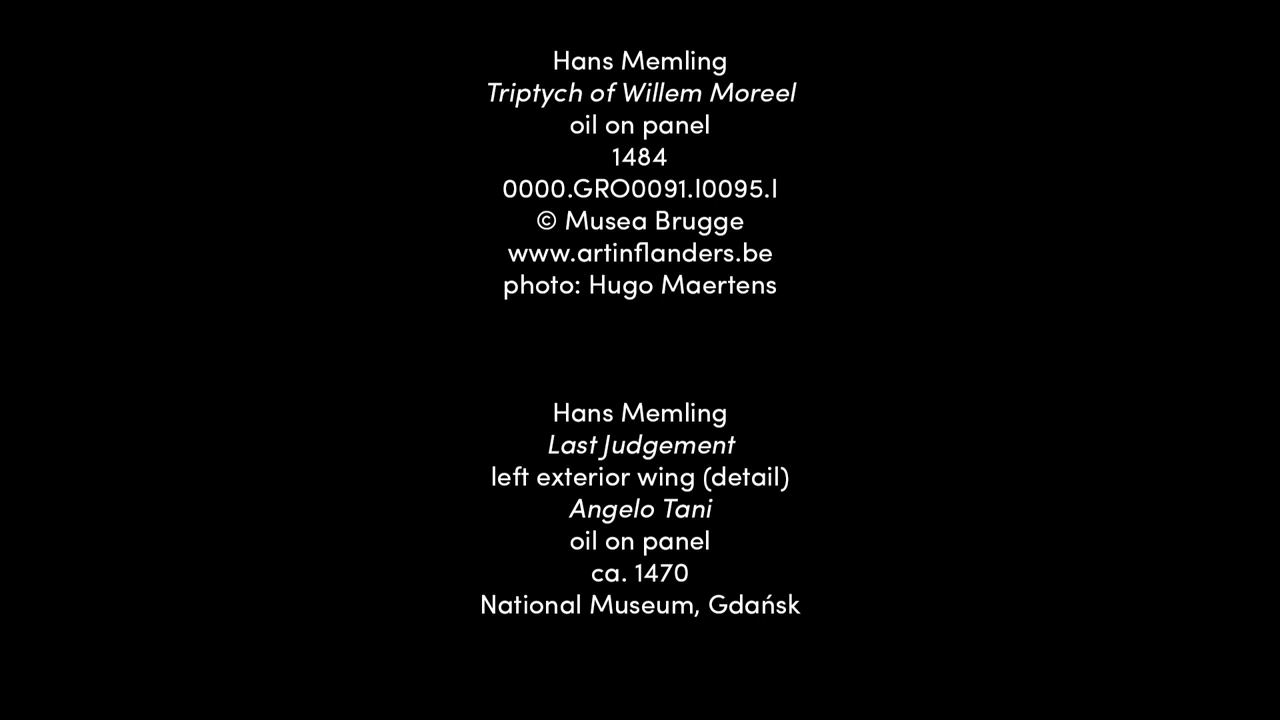 Hans Memling
Triptych of Willem Moreel
oil on panel
1484
0000.GRO0091.I0095.I
© Musea Brugge
www.artinflanders.be
photo: Hugo Maertens
Hans Memling
Last Judgement
left exterior wing (detail)
Angelo Tani
oil on panel
ca. 1470
National Museum, Gdańsk